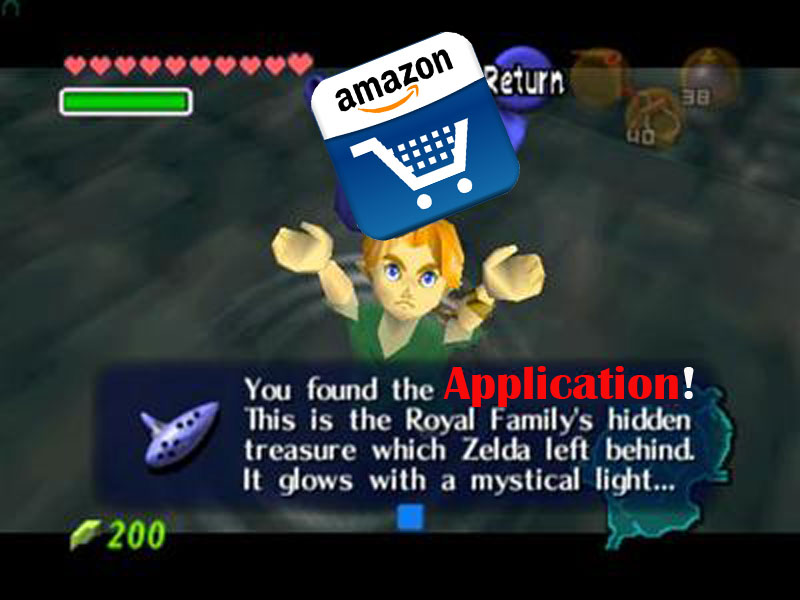 amazon
Return
38
40
You found the Application!
This is the Royal Family's hidden
treasure which Zelda left behind.
It glows with a mystical light...
200